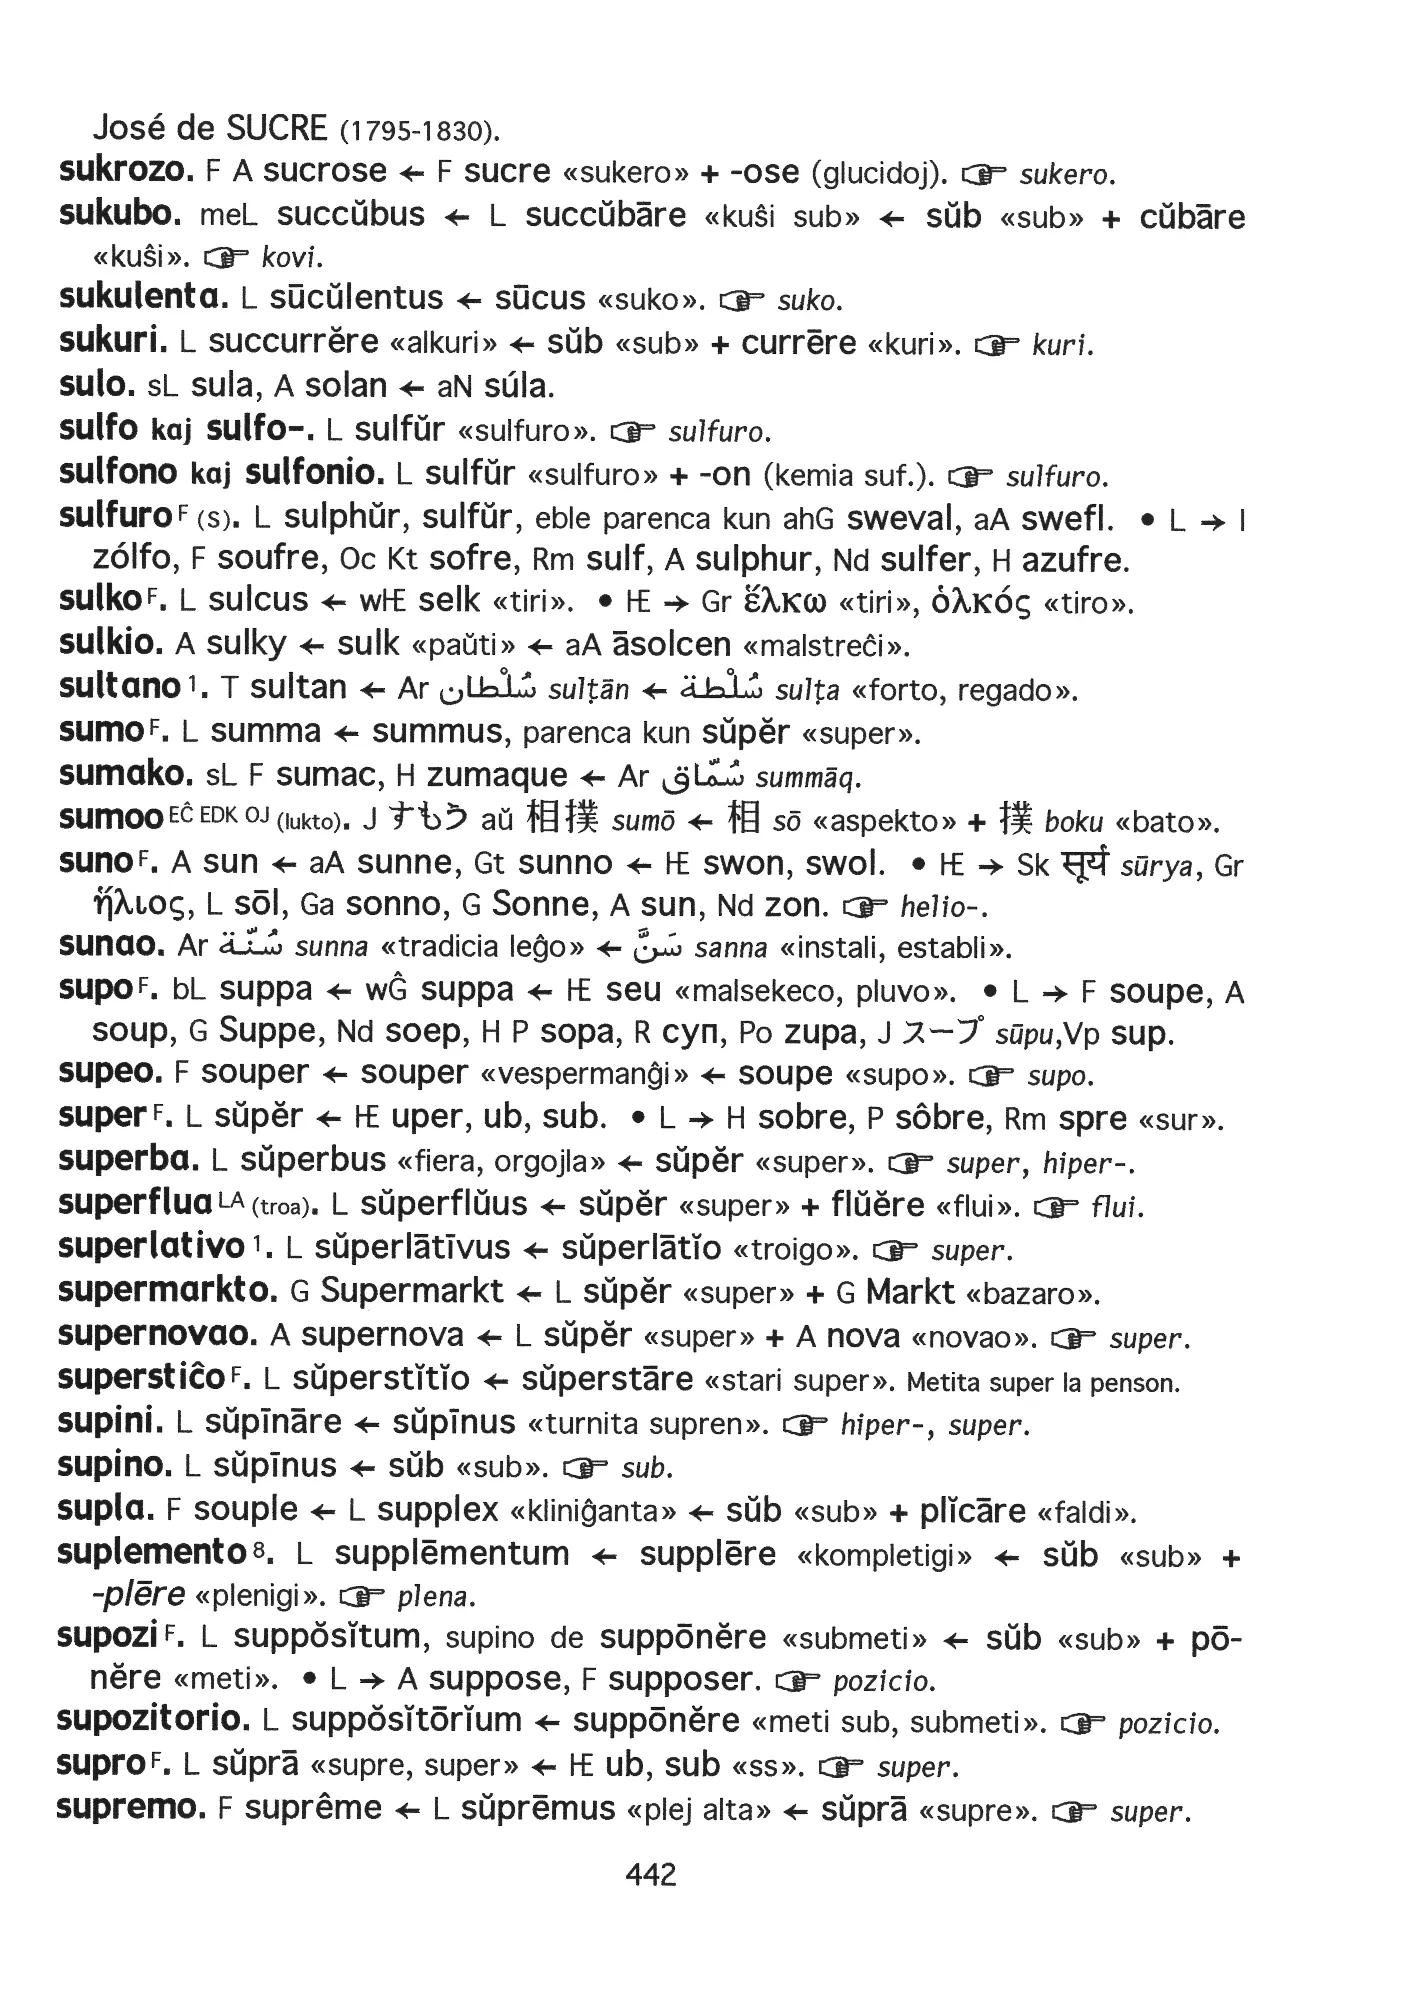 José de SUCRE (1795-1830).
sukrozo. F A sucrose ← F sucre «sukero» + -ose (glucidoj). ☞ sukero.
sukubo. meL succŭbus ← L succŭbāre «kuŝi sub» ← sŭb «sub» + cŭbāre
«kuŝi». ☞ kovi.
sukulenta. L sūcŭlentus ← sūcus «suko». ☞ suko.
sukuri. L succurrĕre «alkuri» ← sŭb «sub» + currēre «kuri». ☞ kuri.
sulo. sL sula, A solan ← aN súla.
sulfo kaj sulfo-. L sulfŭr «sulfuro». ☞ sulfuro.
sulfono kaj sulfonio. L sulfŭr «sulfuro» + -on (kemia suf.). ☞ sulfuro.
sulfuro F (S). L sulphŭr, sulfŭr, eble parenca kun ahG sweval, aA swefl. • L → I
zólfo, F soufre, Oc Kt sofre, Rm sulf, A sulphur, Nd sulfer, H azufre.
sulko F. L sulcus ← wHE selk «tiri». • HE → Gr ἕλκω «tiri», ὁλκός «tiro».
sulkio. A sulky ← sulk «paŭti» ← aA āsolcen «malstreĉi».
sultano 1. T sultan ← Ar سُلْطان sulṭān ← سُلْطة sulṭa «forto, regado».
sumo F. L summa ← summus, parenca kun sŭpĕr «super».
sumako. sL F sumac, H zumaque ← Ar سُمّاق summāq.
sumoo EĈ EDK OJ (lukto). J すもう aŭ 相撲 sumō ← 相 sō «aspekto» + 撲 boku «bato».
suno F. A sun ← aA sunne, Gt sunno ← HE swon, swol. • HE → Sk सूर्य sūrya, Gr
ἥλιος, L sōl, Ga sonno, G Sonne, A sun, Nd zon. ☞ helio-.
sunao. Ar سُنّة sunna «tradicia leĝo» ← سَنَّ sanna «instali, establi».
supo F. bL suppa ← wĜ suppa ← HE seu «malsekeco, pluvo». • L → F soupe, A
soup, G Suppe, Nd soep, H P sopa, R суп, Po zupa, J スープ sūpu,Vp sup.
supeo. F souper ← souper «vespermanĝi» ← soupe «supo». ☞ supo.
super F. L sŭpĕr ← HE uper, ub, sub. • L → H sobre, P sôbre, Rm spre «sur».
superba. L sŭperbus «fiera, orgojla» ← sŭpĕr «super». ☞ super, hiper-.
superflua LA (troa). L sŭperflŭus ← sŭpĕr «super» + flŭĕre «flui». ☞ flui.
superlativo 1. L sŭperlātīvus ← sŭperlātĭo «troigo». ☞ super.
supermarkto. G Supermarkt ← L sŭpĕr «super» + G Markt «bazaro».
supernovao. A supernova ← L sŭpĕr «super» + A nova «novao». ☞ super.
superstiĉo F. L sŭperstĭtĭo ← sŭperstāre «stari super». Metita super la penson.
supini. L sŭpīnāre ← sŭpīnus «turnita supren». ☞ hiper-, super.
supino. L sŭpīnus ← sŭb «sub». ☞ sub.
supla. F souple ← L supplex «kliniĝanta» ← sŭb «sub» + plĭcāre «faldi».
suplemento 8. L supplēmentum ← supplēre «kompletigi» ← sŭb «sub» +
-plēre «plenigi». ☞ plena.
supozi F. L suppŏsĭtum, supino de suppōnĕre «submeti» ← sŭb «sub» + pō-
nĕre «meti». • L → A suppose, F supposer. ☞ pozicio.
supozitorio. L suppŏsĭtōrĭum ← suppōnĕre «meti sub, submeti». ☞ pozicio.
supro F. L sŭprā «supre, super» ← HE ub, sub «ss». ☞ super.
supremo. F suprême ← L sŭprēmus «plej alta» ← sŭprā «supre». ☞ super.
442